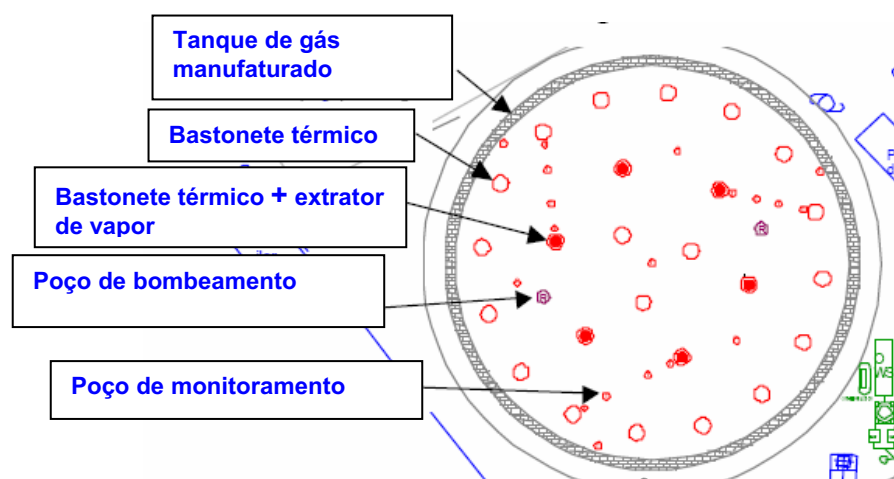 Tanque de gás
manufaturado
Bastonete térmico
Bastonete térmico + extrator
de vapor
Poço de bombeamento
Poço de monitoramento